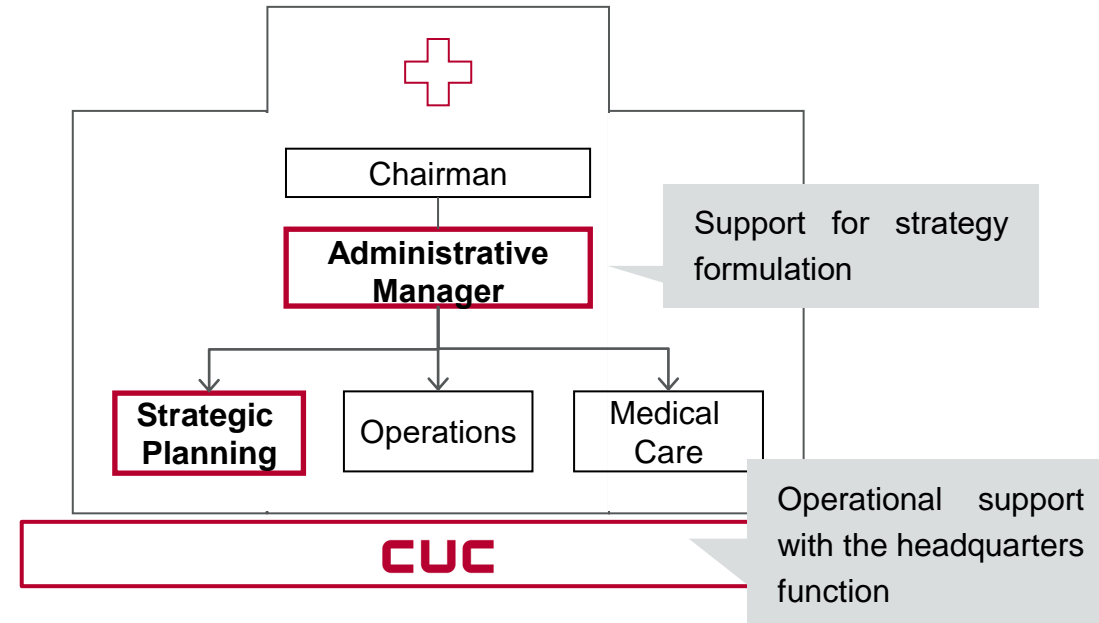 Chairman
Administrative
Manager
Support for strategy
formulation
Strategic
Planning
Operations
Medical
Care
CUC
Operational support
with the headquarters
function